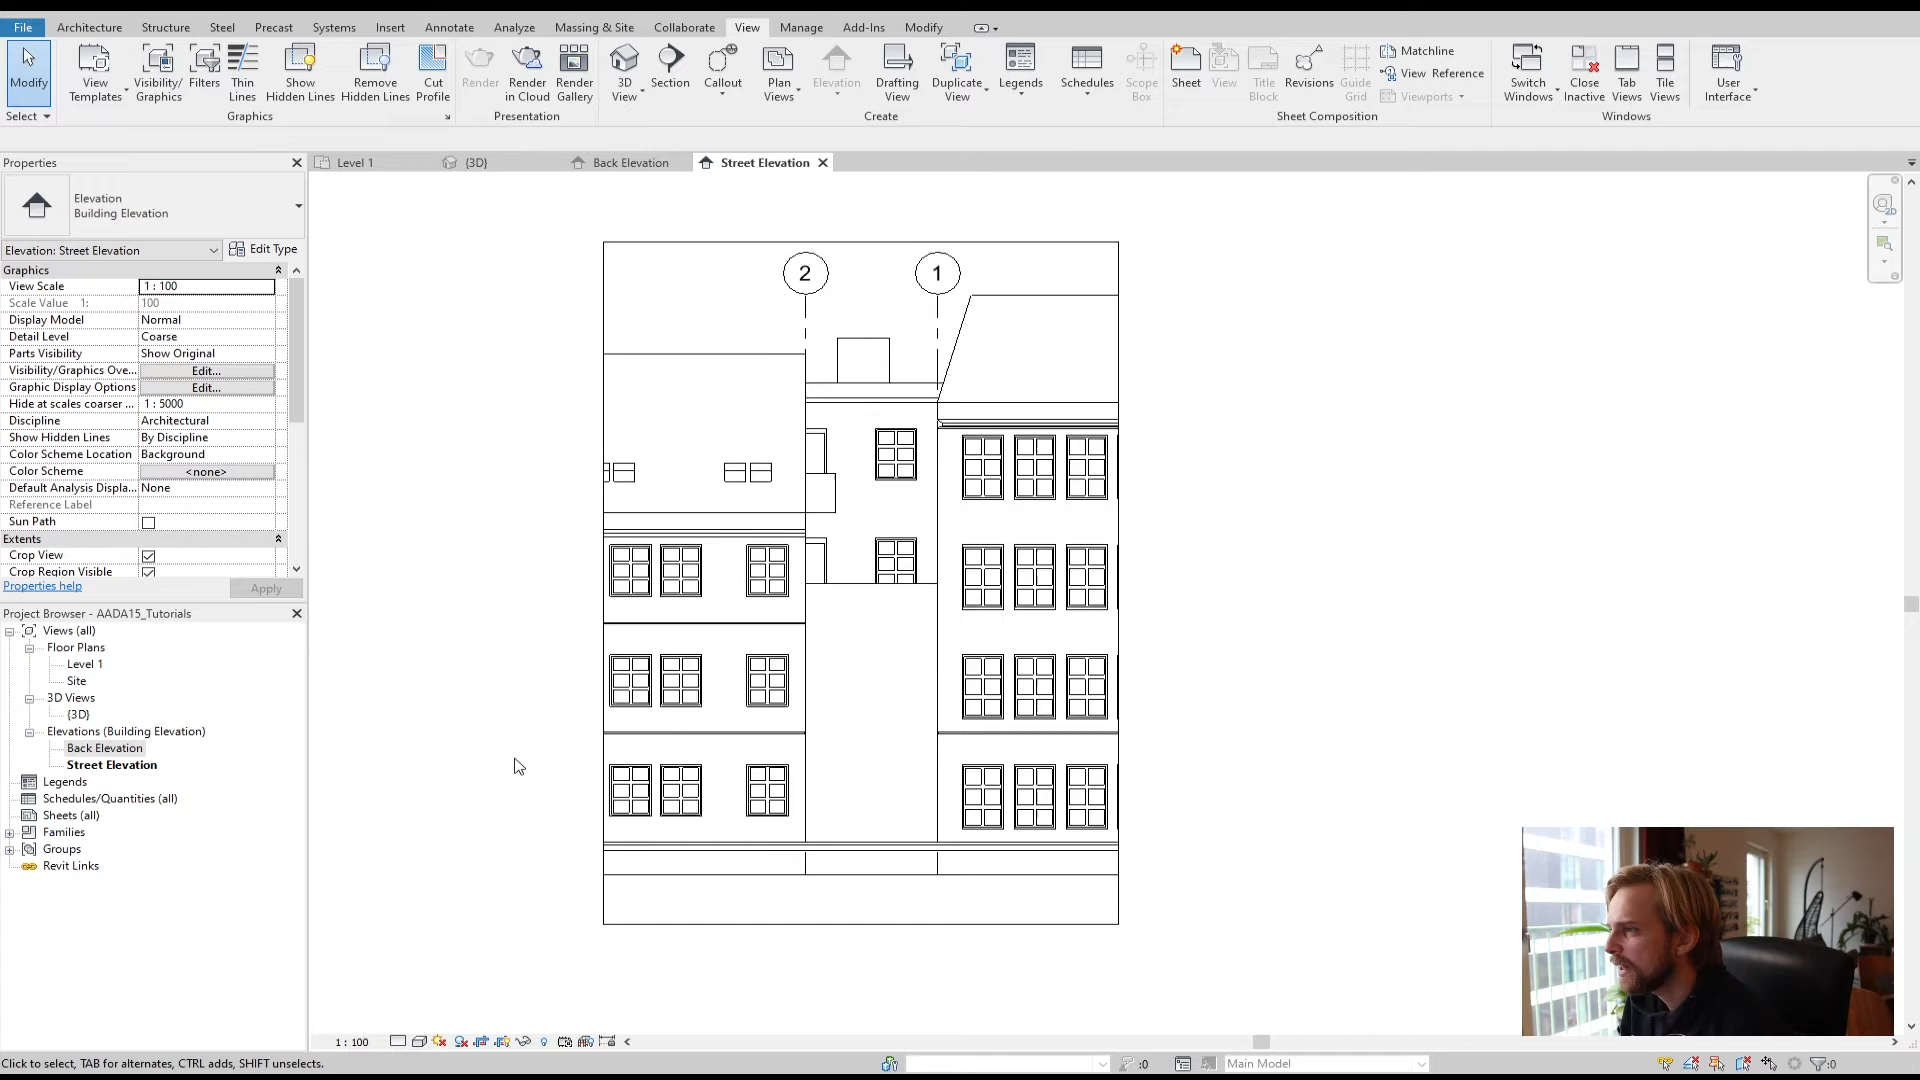 File Architecture Structure Steel Precast Systems Insert Annotate Analyze Massing & Site Collaborate View Manage Add-Ins Modify
Modify
View Templates
Visibility/ Graphics
Filters
Thin Lines
Show Hidden Lines
Remove Hidden Lines
Cut Profile
Render
Render in Cloud
Render Gallery
3D View
Section
Callout
Plan Views
Elevation
Drafting View
Duplicate View
Legends
Schedules
Scope Box
Sheet
View
Title Block
Revisions
Guide Grid
Matchline
View Reference
Viewports
Switch Windows
Close Inactive
Tab Views
Tile Views
User Interface
Select
Graphics
Presentation
Create
Sheet Composition
Windows
Properties
Level 1
{3D}
Back Elevation
Street Elevation
Elevation
Building Elevation
Elevation: Street Elevation
Edit Type
Graphics
View Scale 1 : 100
Scale Value 1: 100
Display Model Normal
Detail Level Coarse
Parts Visibility Show Original
Visibility/Graphics Ove... Edit...
Graphic Display Options Edit...
Hide at scales coarser ... 1 : 5000
Discipline Architectural
Show Hidden Lines By Discipline
Color Scheme Location Background
Color Scheme <none>
Default Analysis Displa... None
Reference Label
Sun Path
Extents
Crop View
Crop Region Visible
Properties help
Apply
Project Browser - AADA15_Tutorials
Views (all)
Floor Plans
Level 1
Site
3D Views
{3D}
Elevations (Building Elevation)
Back Elevation
Street Elevation
Legends
Schedules/Quantities (all)
Sheets (all)
Families
Groups
Revit Links
2
1
2D
1 : 100
Click to select, TAB for alternates, CTRL adds, SHIFT unselects.
:0
Main Model
:0